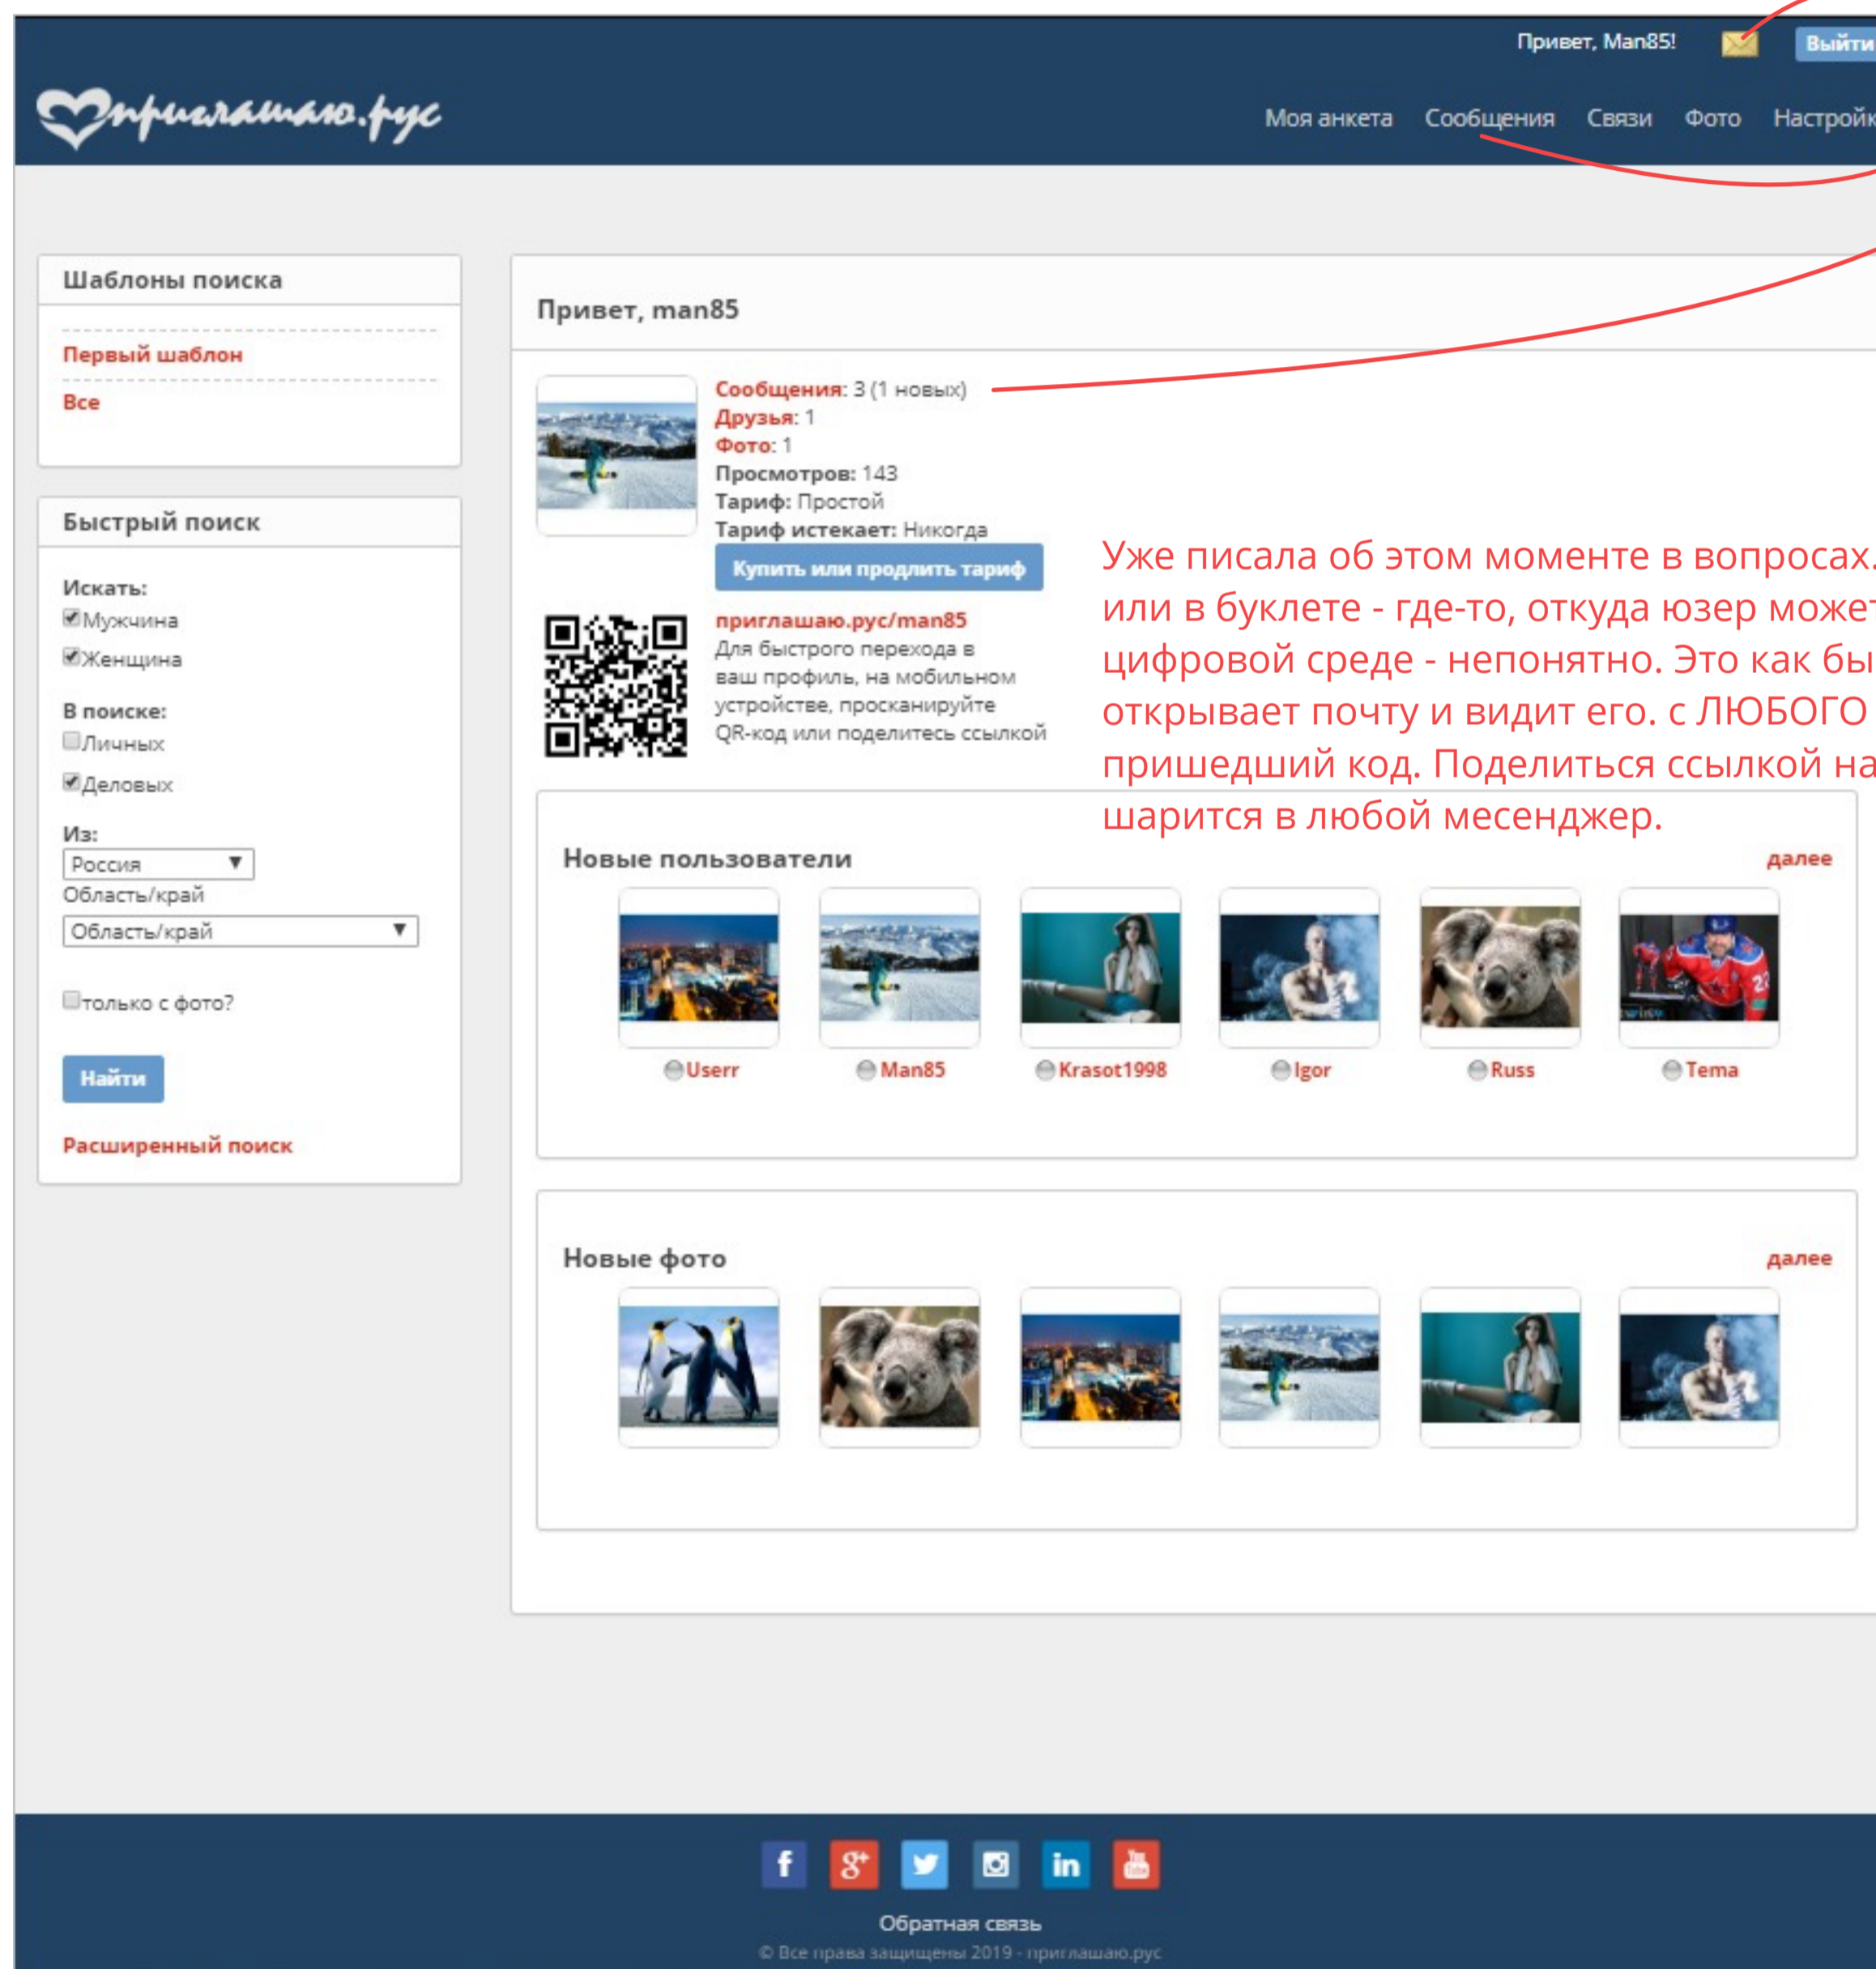 Привет, Man85!
Выйти
приглашаю.рус
Моя анкета Сообщения Связи Фото Настройк
Шаблоны поиска
Первый шаблон
Все
Быстрый поиск
Искать:
Мужчина
Женщина
В поиске:
Личных
Деловых
Из:
Россия
Область/край
Область/край
только с фото?
Найти
Расширенный поиск
Привет, man85
Сообщения: 3 (1 новых)
Друзья: 1
Фото: 1
Просмотров: 143
Тариф: Простой
Тариф истекает: Никогда
Купить или продлить тариф
приглашаю.рус/man85
Для быстрого перехода в
ваш профиль, на мобильном
устройстве, просканируйте
QR-код или поделитесь ссылкой
Уже писала об этом моменте в вопросах.
или в буклете - где-то, откуда юзер может
цифровой среде - непонятно. Это как бы
открывает почту и видит его. с ЛЮБОГО
пришедший код. Поделиться ссылкой на
шарится в любой месенджер.
Новые пользователи
далее
Userr Man85 Krasot1998 Igor Russ Tema
Новые фото
далее
f g+ in You Tube
Обратная связь
© Все права защищены 2019 - приглашаю.рус